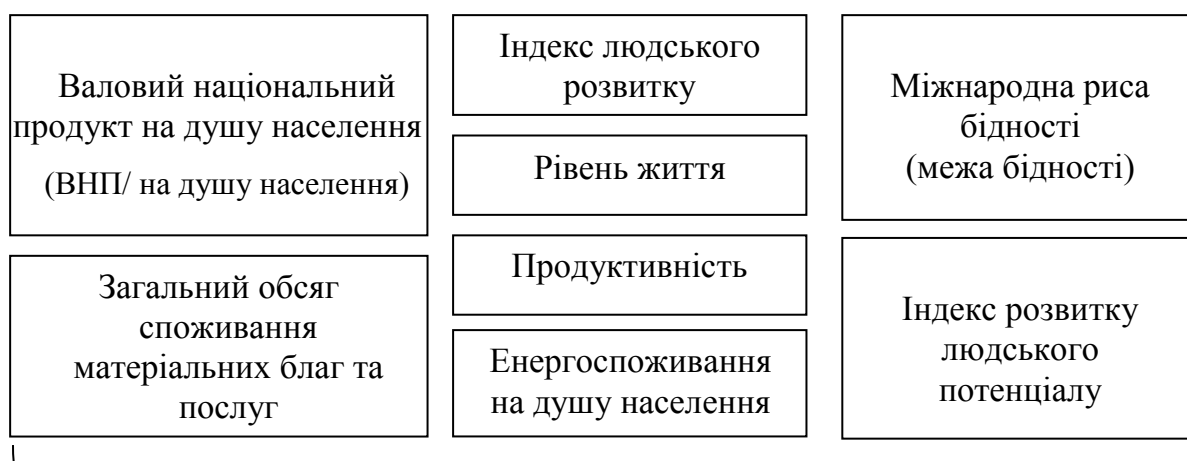 Валовий національний
продукт на душу населення
(ВНП/ на душу населення)
Загальний обсяг
споживання
матеріальних благ та
послуг
Індекс людського
розвитку
Рівень життя
Продуктивність
Енергоспоживання
на душу населення
Міжнародна риса
бідності
(межа бідності)
Індекс розвитку
людського
потенціалу